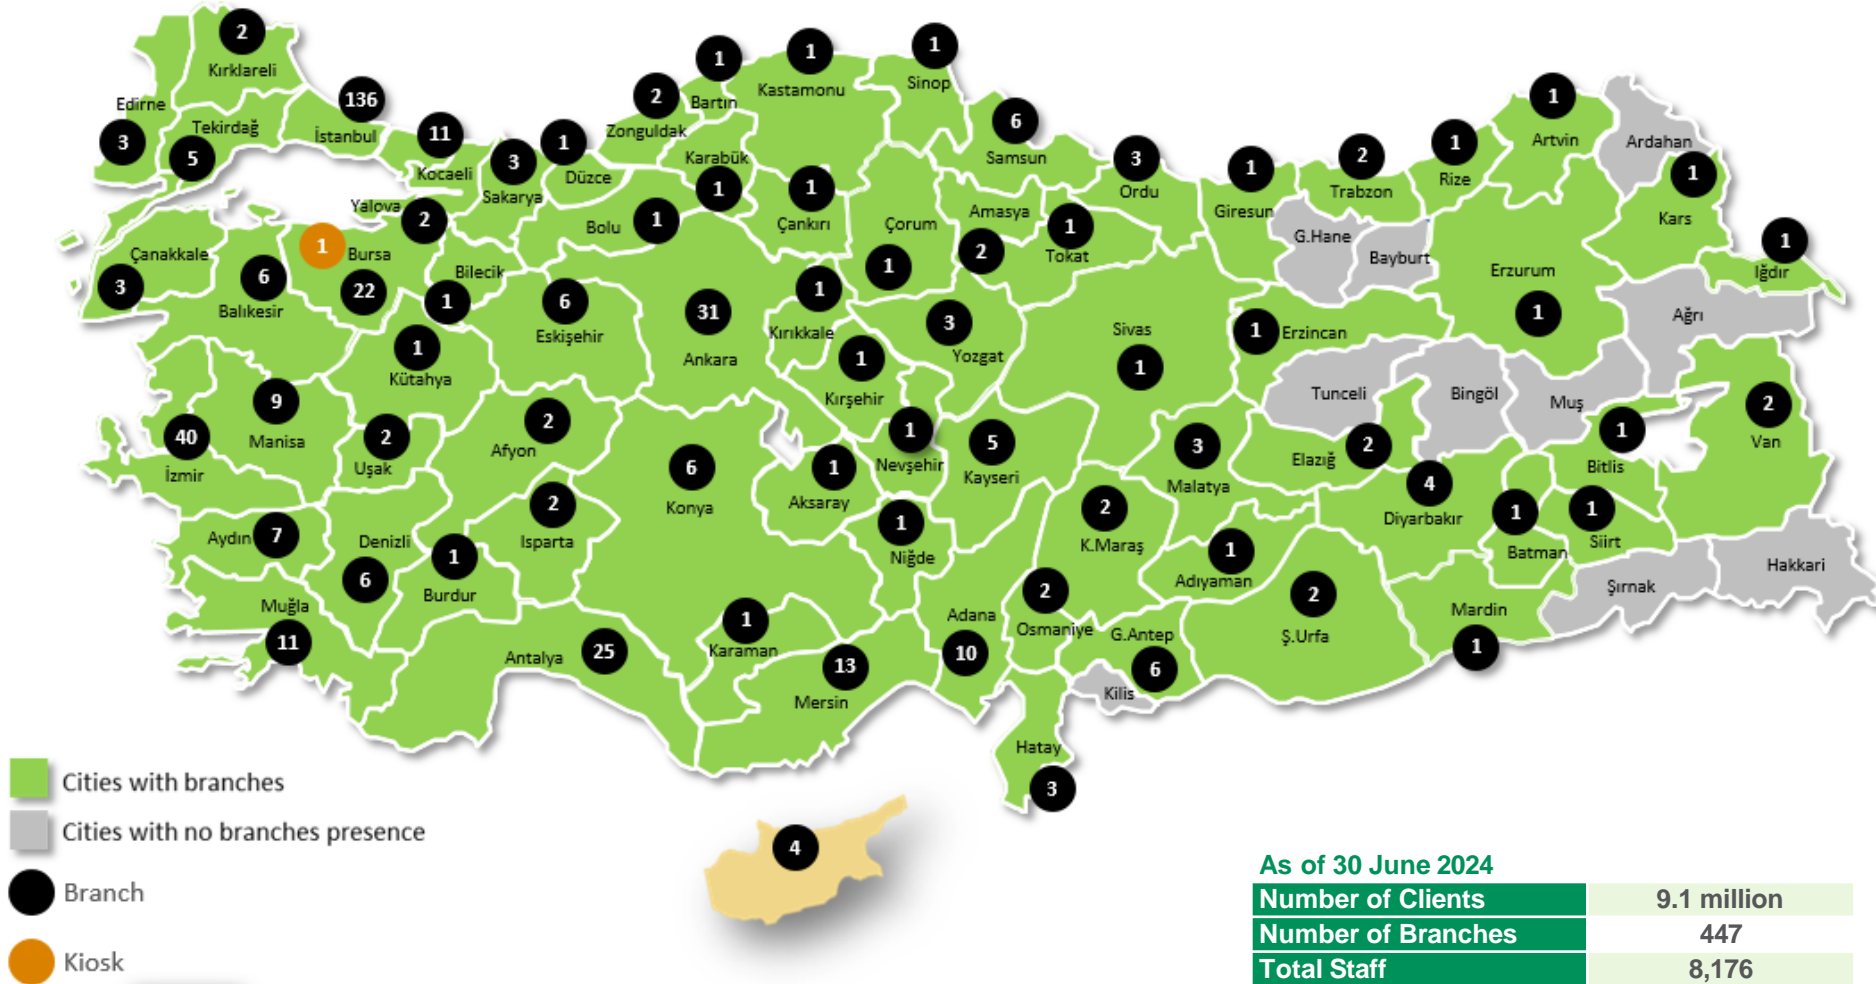 2
Kırklareli
Edirne
3
Tekirdağ
5
136
İstanbul
11
Kocaeli
3
Sakarya
1
Düzce
2
Zonguldak
1
Bartın
1
Kastamonu
1
Sinop
Karabük
1
1
Çankırı
6
Samsun
3
Ordu
1
Giresun
2
Trabzon
1
Rize
1
Artvin
Ardahan
1
Kars
1
Iğdır
Yalova
2
Bolu
1
Çorum
1
Amasya
2
1
Tokat
G.Hane
Bayburt
Erzurum
1
Ağrı
Çanakkale
3
6
Balıkesir
1
Bursa
22
Bilecik
1
6
Eskişehir
31
Ankara
1
Kırıkkale
3
Yozgat
Sivas
1
1
Erzincan
1
Kütahya
1
Kırşehir
Tunceli
Bingöl
Muş
2
Van
9
Manisa
40
İzmir
2
Uşak
2
Afyon
6
Konya
1
Aksaray
1
Nevşehir
5
Kayseri
3
Malatya
Elazığ
2
1
Bitlis
4
Diyarbakır
1
Batman
1
Siirt
Aydın
7
Denizli
6
1
Burdur
2
Isparta
1
Niğde
2
K.Maraş
1
Adıyaman
2
Ş.Urfa
Mardin
1
Şırnak
Hakkari
Muğla
11
Antalya
25
1
Karaman
13
Mersin
Adana
10
2
Osmaniye
G.Antep
6
Kilis
Hatay
3
4
Cities with branches
Cities with no branches presence
Branch
Kiosk
As of 30 June 2024
Number of Clients 9.1 million
Number of Branches 447
Total Staff 8,176